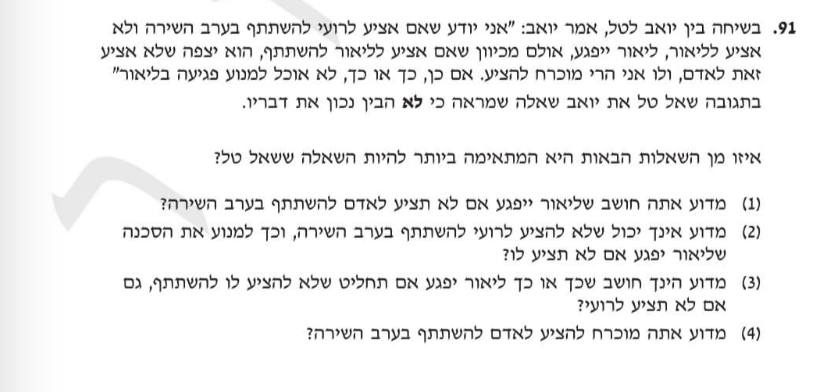 91. בשיחה בין יואב לטל, אמר יואב: "אני יודע שאם אציע לרועי להשתתף בערב השירה ולא
אציע לליאור, ליאור ייפגע, אולם מכיוון שאם אציע לליאור להשתתף, הוא יצפה שלא אציע
זאת לאדם, ולו אני הרי מוכרח להציע. אם כן, כך או כך, לא אוכל למנוע פגיעה בליאור"
בתגובה שאל טל את יואב שאלה שמראה כי לא הבין נכון את דבריו.
איזו מן השאלות הבאות היא המתאימה ביותר להיות השאלה ששאל טל?
(1) מדוע אתה חושב שליאור ייפגע אם לא תציע לאדם להשתתף בערב השירה?
(2) מדוע אינך יכול שלא להציע לרועי להשתתף בערב השירה, וכך למנוע את הסכנה
שליאור יפגע אם לא תציע לו?
(3) מדוע הינך חושב שכך או כך ליאור יפגע אם תחליט שלא להציע לו להשתתף, גם
אם לא תציע לרועי?
(4) מדוע אתה מוכרח להציע לאדם להשתתף בערב השירה?